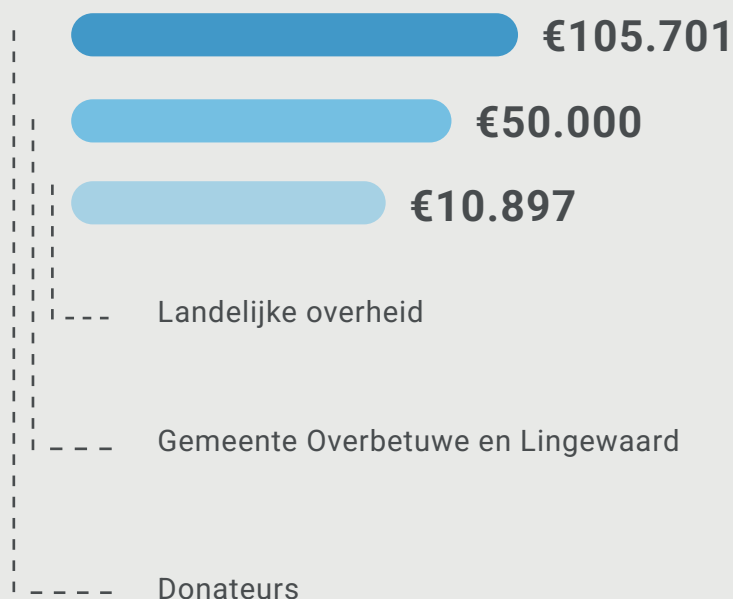 €105.701
€50.000
€10.897
Landelijke overheid
Gemeente Overbetuwe en Lingewaard
Donateurs